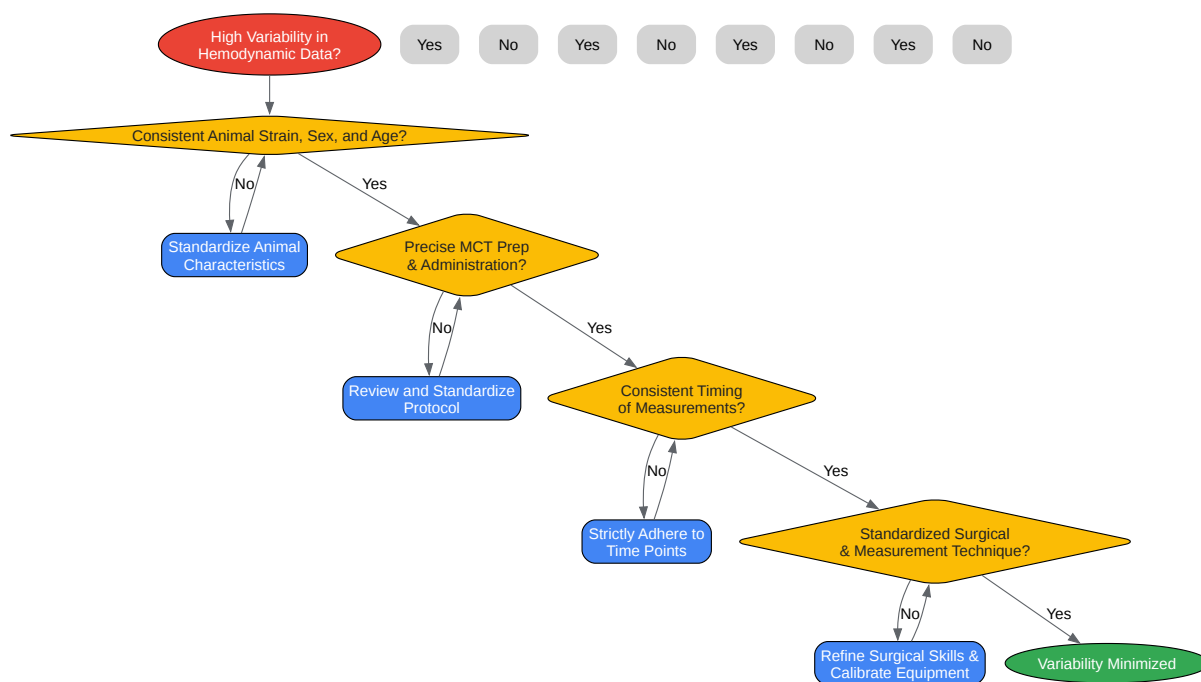 High Variability in
Hemodynamic Data?
Yes
No
Yes
No
Yes
No
Yes
No
Consistent Animal Strain, Sex, and Age?
No
Yes
Standardize Animal
Characteristics
Precise MCT Prep
& Administration?
No
Yes
Review and Standardize
Protocol
Consistent Timing
of Measurements?
No
Yes
Strictly Adhere to
Time Points
Standardized Surgical
& Measurement Technique?
No
Yes
Refine Surgical Skills &
Calibrate Equipment
Variability Minimized